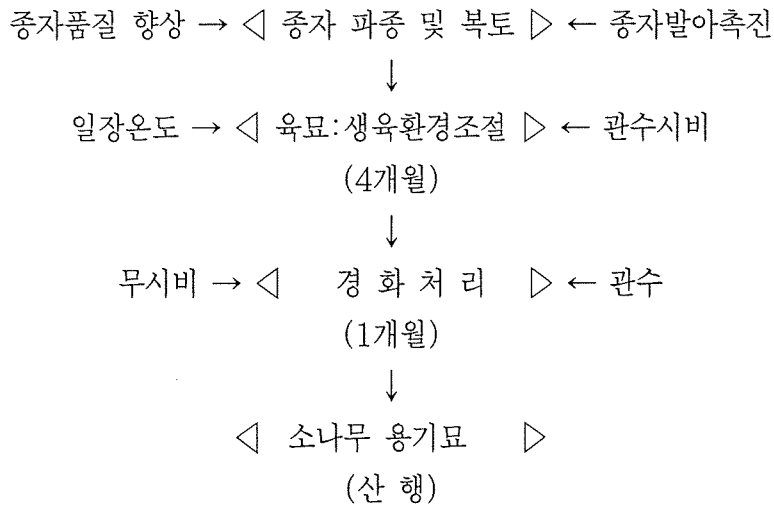 종자품질 향상 → ◁ 종자 파종 및 복토 ▷ ← 종자발아촉진
↓
일장온도 → ◁ 육묘:생육환경조절 ▷ ← 관수시비
(4개월)
↓
무시비 → ◁ 경 화 처 리 ▷ ← 관수
(1개월)
↓
◁ 소나무 용기묘 ▷
(산 행)